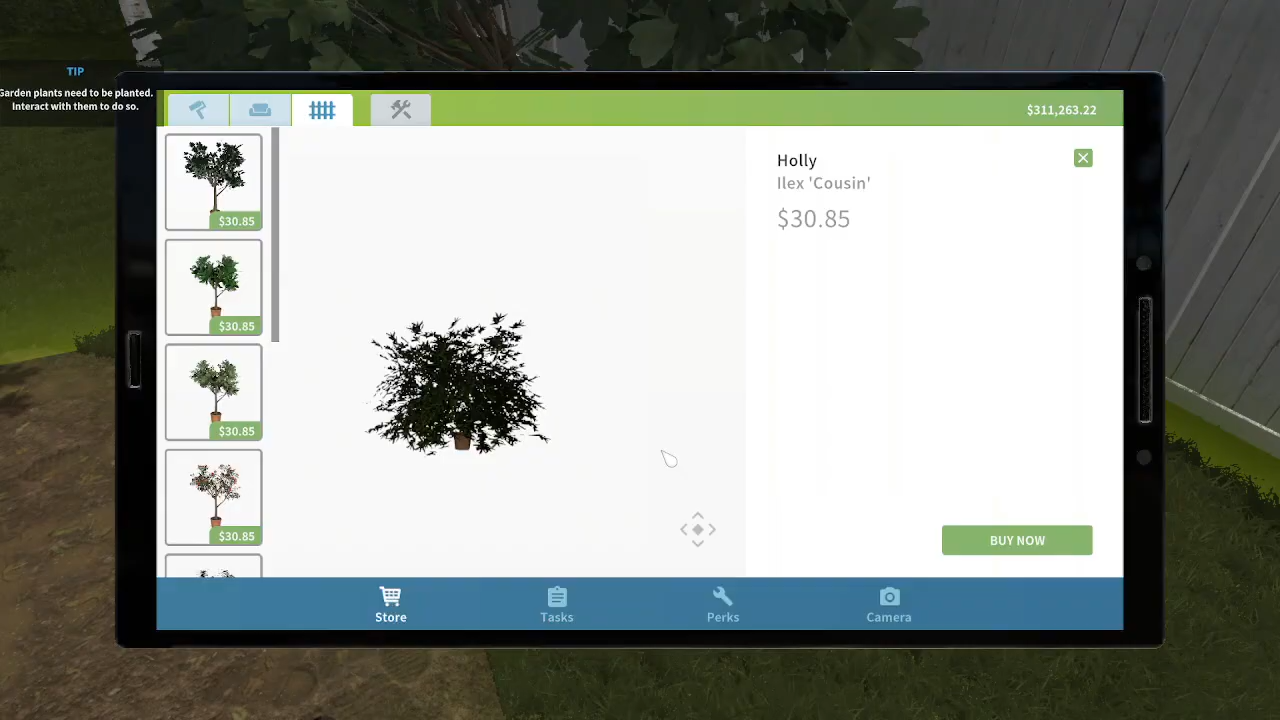 TIP
Garden plants need to be planted.
Interact with them to do so.
$311,263.22
$30.85
$30.85
$30.85
$30.85
Holly
Ilex 'Cousin'
$30.85
BUY NOW
Store
Tasks
Perks
Camera